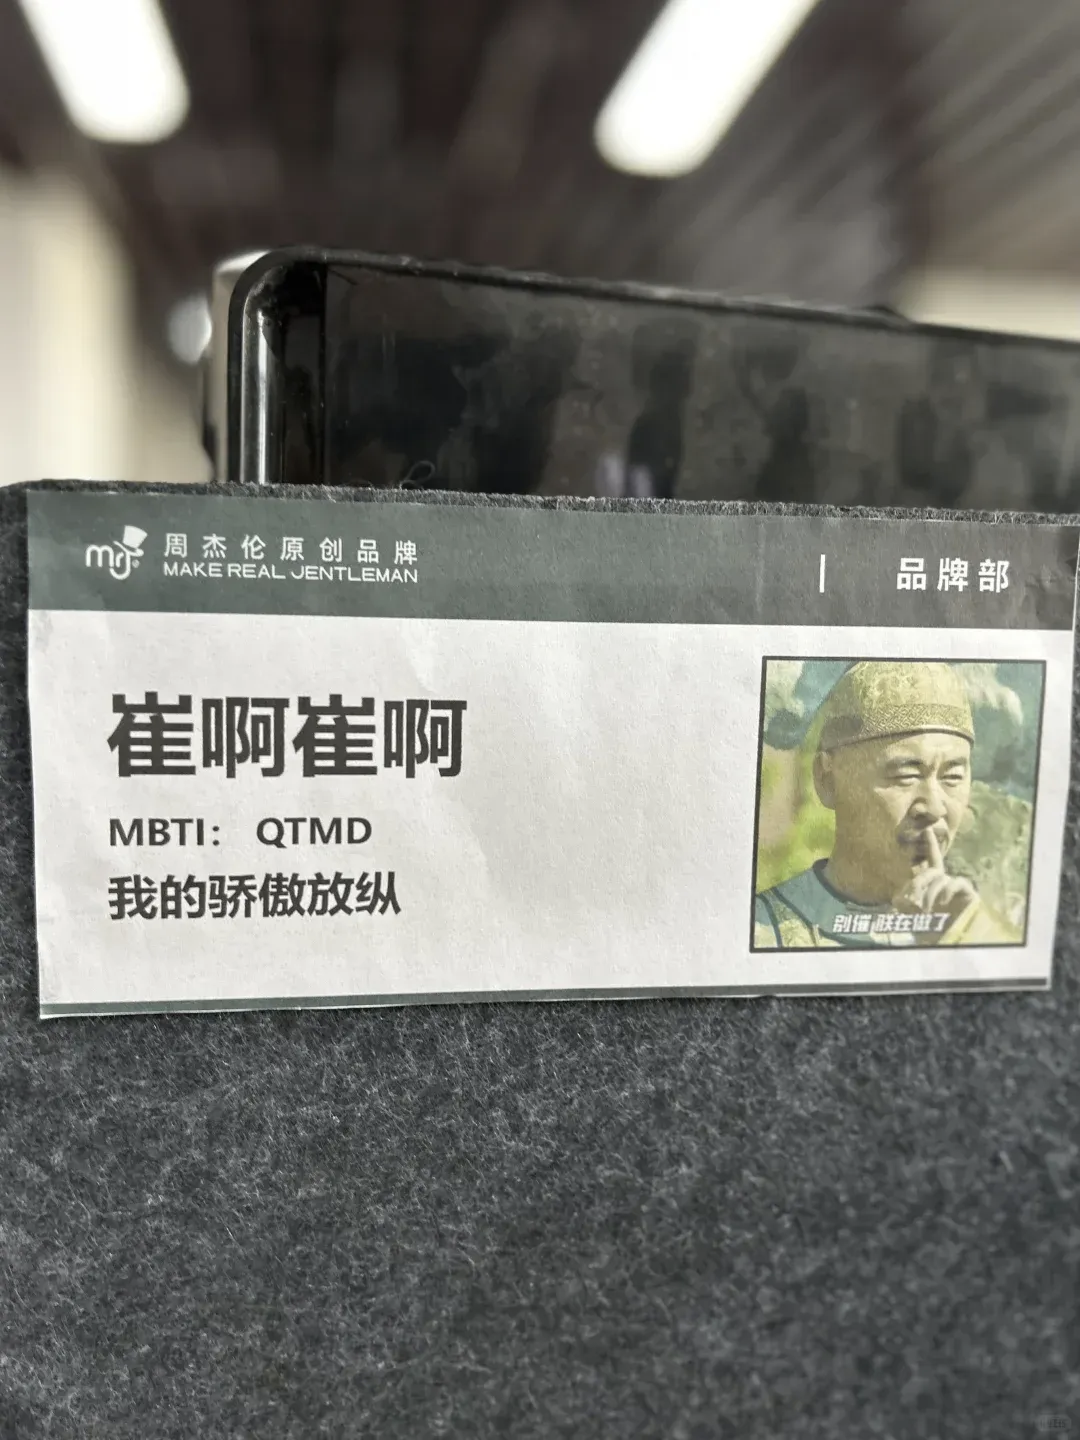 mrj® 周杰伦原创品牌
MAKE REAL JENTLEMAN
| 品牌部
崔啊崔啊
MBTI： QTMD
我的骄傲放纵
别催 朕在做了